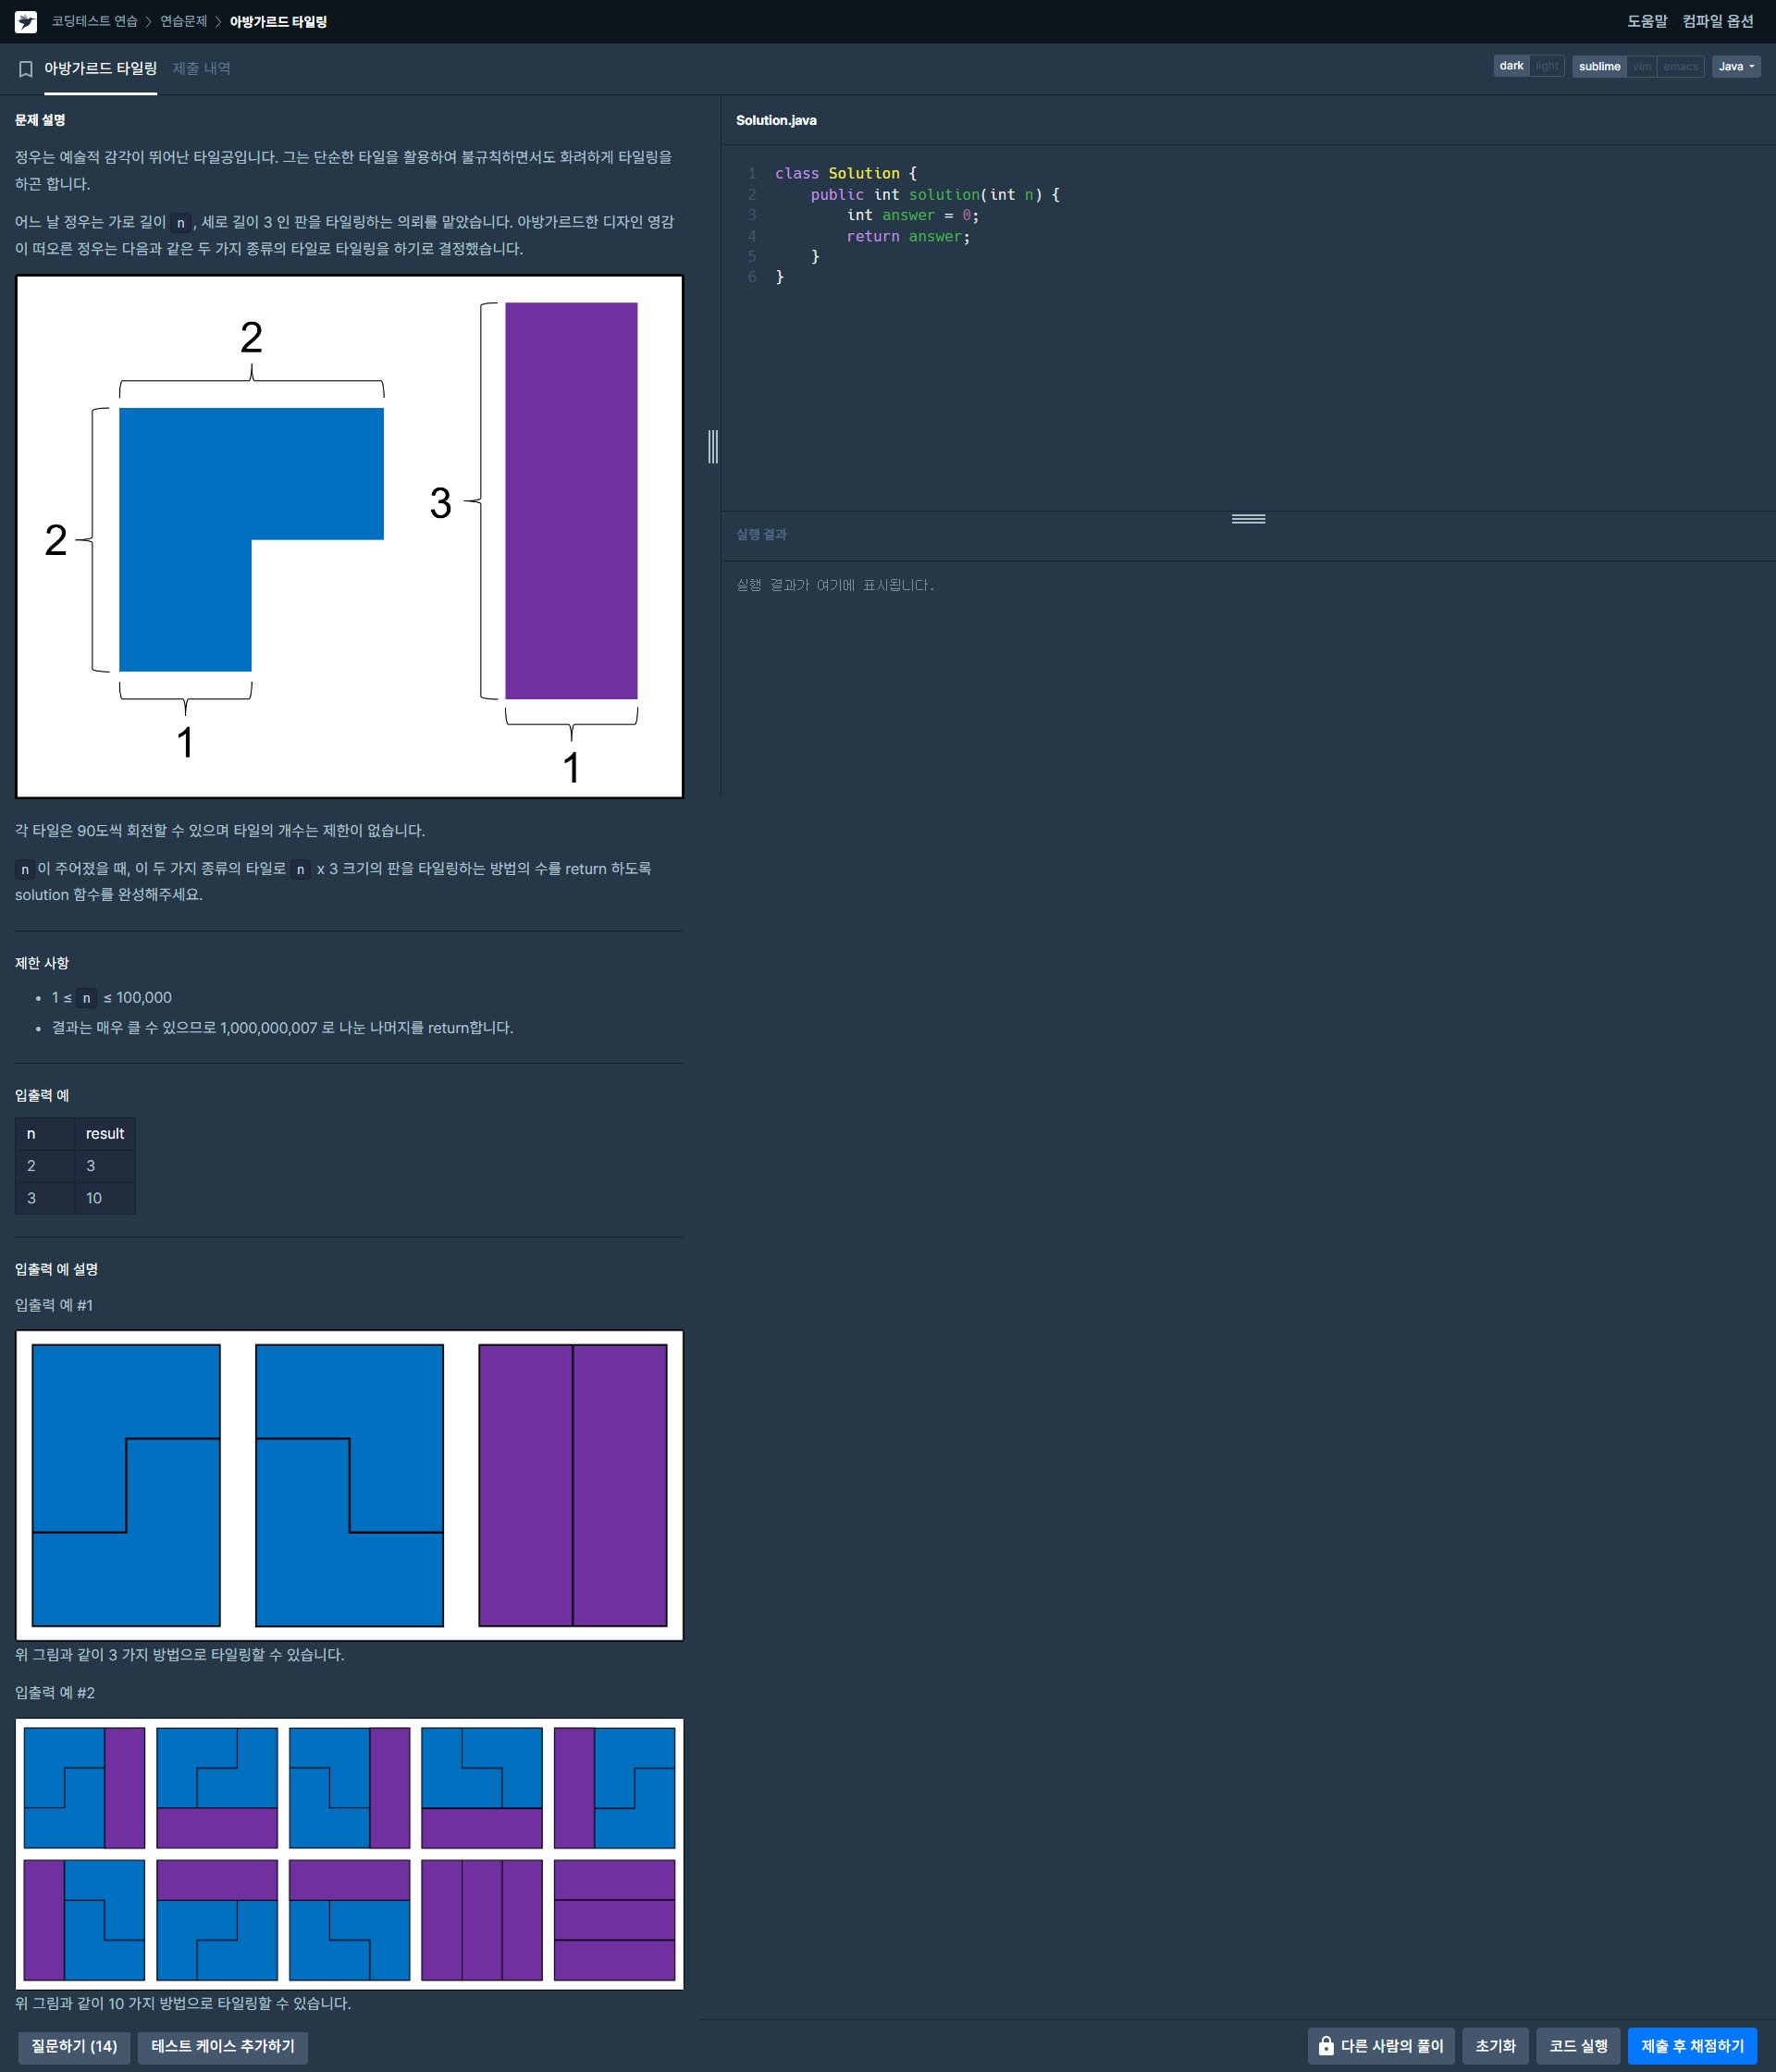 코딩테스트 연습 > 연습문제 > 아방가르드 타일링
도움말 컴파일 옵션
아방가르드 타일링 제출 내역
dark light sublime vim emacs Java
문제 설명
정우는 예술적 감각이 뛰어난 타일공입니다. 그는 단순한 타일을 활용하여 불규칙하면서도 화려하게 타일링을
하곤 합니다.
어느 날 정우는 가로 길이 n, 세로 길이 3 인 판을 타일링하는 의뢰를 맡았습니다. 아방가르드한 디자인 영감
이 떠오른 정우는 다음과 같은 두 가지 종류의 타일로 타일링을 하기로 결정했습니다.
2
2
1
3
1
각 타일은 90도씩 회전할 수 있으며 타일의 개수는 제한이 없습니다.
n이 주어졌을 때, 이 두 가지 종류의 타일로 n x 3 크기의 판을 타일링하는 방법의 수를 return 하도록
solution 함수를 완성해주세요.
제한 사항
• 1 ≤ n ≤ 100,000
• 결과는 매우 클 수 있으므로 1,000,000,007 로 나눈 나머지를 return합니다.
입출력 예
n result
2 3
3 10
입출력 예 설명
입출력 예 #1
위 그림과 같이 3 가지 방법으로 타일링할 수 있습니다.
입출력 예 #2
위 그림과 같이 10 가지 방법으로 타일링할 수 있습니다.
Solution.java
1 class Solution {
2 public int solution(int n) {
3 int answer = 0;
4 return answer;
5 }
6 }
실행 결과
실행 결과가 여기에 표시됩니다.
질문하기 (14) 테스트 케이스 추가하기
다른 사람의 풀이 초기화 코드 실행 제출 후 채점하기